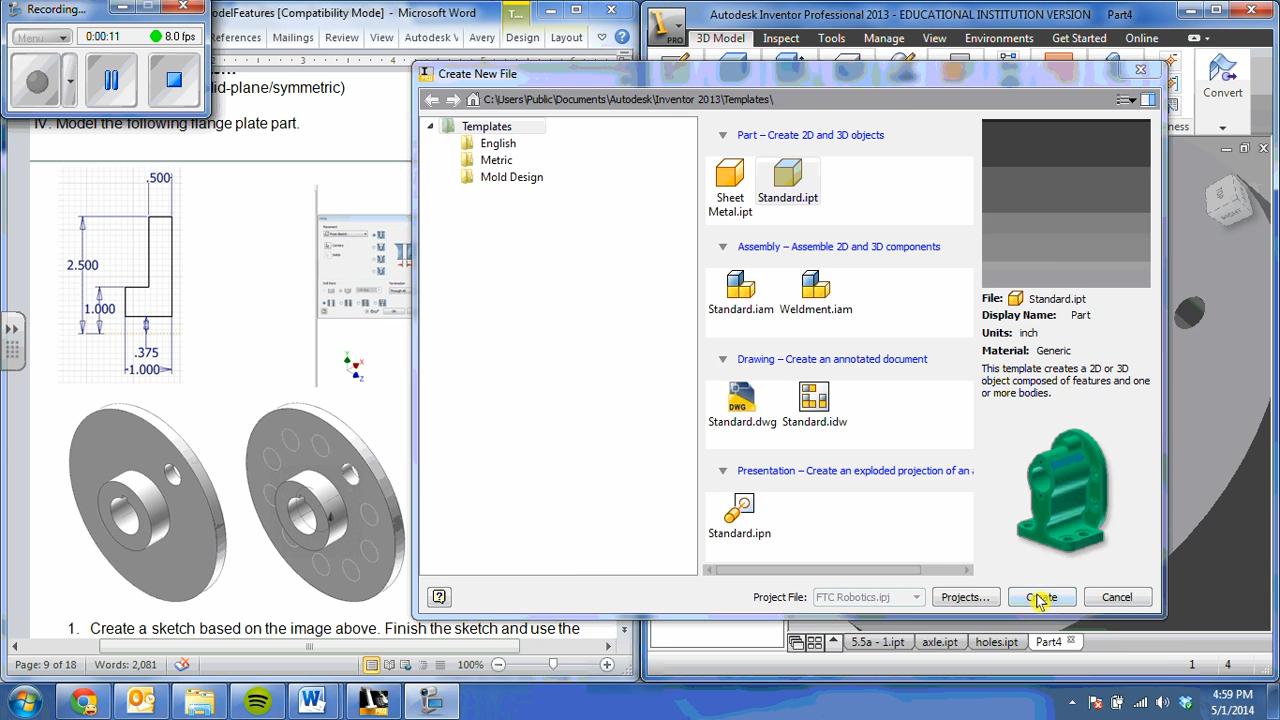 Recording...
Menu...
0:00:11
8.0 fps
odelFeatures [Compatibility Mode] - Microsoft Word
T...
References
Mailings
Review
View
Autodesk V
Avery
Design
Layout
id-plane/symmetric)
IV. Model the following flange plate part.
.500
2.500
1.000
.375
1.000
1. Create a sketch based on the image above. Finish the sketch and use the
Page: 9 of 18
Words: 2,081
100%
Autodesk Inventor Professional 2013 - EDUCATIONAL INSTITUTION VERSION Part4
PRO
3D Model
Inspect
Tools
Manage
View
Environments
Get Started
Online
Convert
Create New File
C:\Users\Public\Documents\Autodesk\Inventor 2013\Templates\
Templates
English
Metric
Mold Design
Part – Create 2D and 3D objects
Sheet
Metal.ipt
Standard.ipt
Assembly – Assemble 2D and 3D components
Standard.iam
Weldment.iam
Drawing – Create an annotated document
DWG
Standard.dwg
Standard.idw
Presentation – Create an exploded projection of an a
Standard.ipn
File: Standard.ipt
Display Name: Part
Units: inch
Material: Generic
This template creates a 2D or 3D
object composed of features and one
or more bodies.
Project File:
FTC Robotics.ipj
Projects...
Create
Cancel
5.5a - 1.ipt
axle.ipt
holes.ipt
Part4
1
4
4:59 PM
5/1/2014